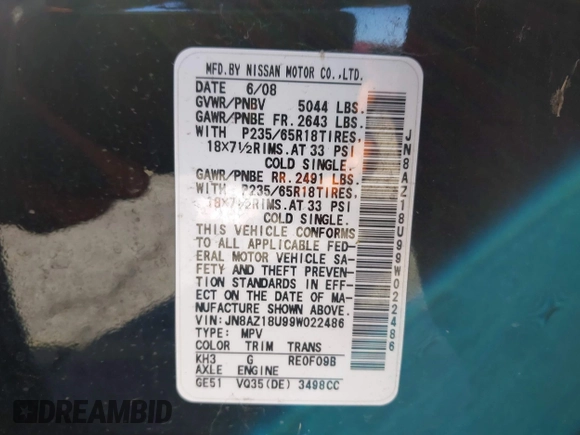 MFD.BY NISSAN MOTOR CO.,LTD.
DATE 6/08
GVWR/PNBV 5044 LBS.
GAWR/PNBE FR.2643 LBS.
WITH P235/65R18TIRES.
18X7½RIMS.AT 33 PSI
COLD SINGLE.
GAWR/PNBE RR.2491 LBS.
WITH P235/65R18TIRES.
18X7½RIMS.AT 33 PSI
COLD SINGLE.
THIS VEHICLE CONFORMS
TO ALL APPLICABLE FED-
ERAL MOTOR VEHICLE SA-
FETY AND THEFT PREVEN-
TION STANDARDS IN EFF-
ECT ON THE DATE OF MA-
NUFACTURE SHOWN ABOVE.
VIN:JN8AZ18U99W022486
TYPE: MPV
COLOR TRIM TRANS
KH3 G RE0F09B
AXLE ENGINE
GE51 VQ35(DE) 3498CC
JN8AZ18U99W022486
DREAMBID
.COM